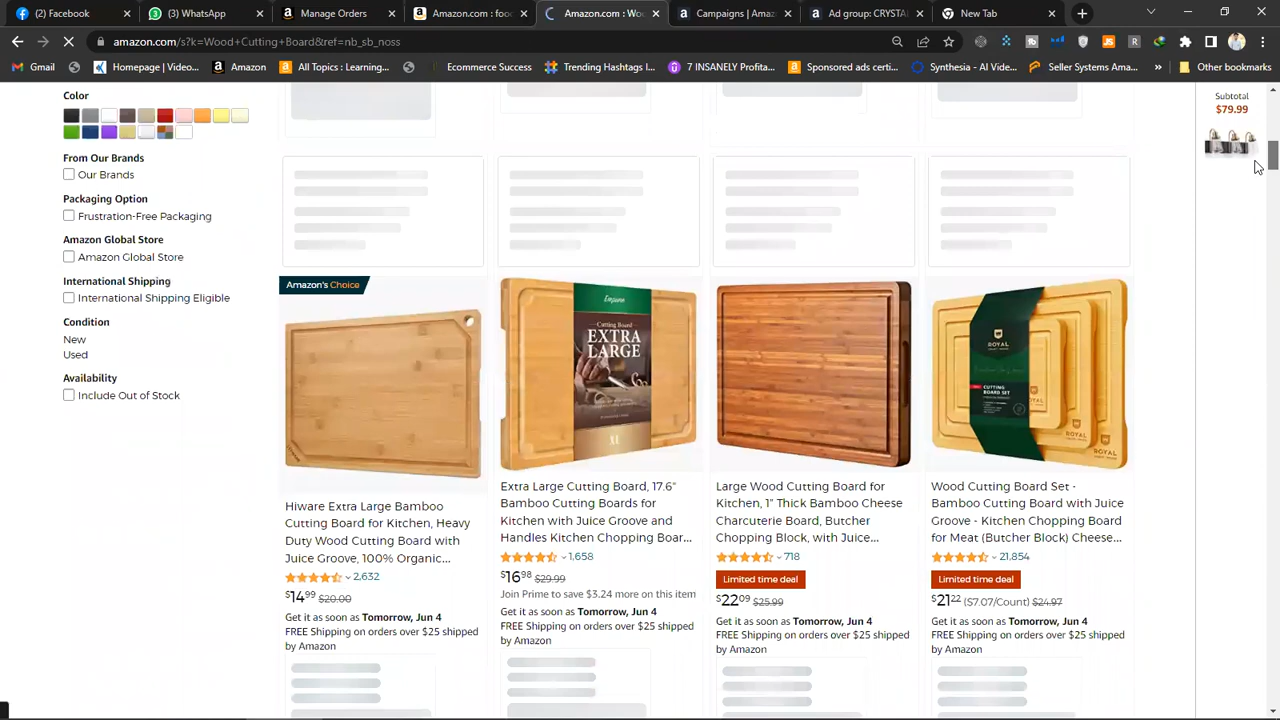 (2) Facebook
(3) WhatsApp
Manage Orders
Amazon.com : foo
Amazon.com : Wo
Campaigns | Amaz
Ad group: CRYSTAL
New Tab
amazon.com/s?k=Wood+Cutting+Board&ref=nb_sb_noss
Gmail
Homepage | Video...
Amazon
All Topics : Learning...
Ecommerce Success
Trending Hashtags I...
7 INSANELY Profita...
Sponsored ads certi...
Synthesia - AI Vide...
Seller Systems Ama...
Other bookmarks
Color
From Our Brands
Our Brands
Packaging Option
Frustration-Free Packaging
Amazon Global Store
Amazon Global Store
International Shipping
International Shipping Eligible
Condition
New
Used
Availability
Include Out of Stock
Subtotal
$79.99
Amazon's Choice
Hiware Extra Large Bamboo
Cutting Board for Kitchen, Heavy
Duty Wood Cutting Board with
Juice Groove, 100% Organic...
2,632
$14.99 $20.00
Get it as soon as Tomorrow, Jun 4
FREE Shipping on orders over $25 shipped
by Amazon
Cutting Board
EXTRA
LARGE
Extra Large Cutting Board, 17.6"
Bamboo Cutting Boards for
Kitchen with Juice Groove and
Handles Kitchen Chopping Boar...
1,658
$16.98 $29.99
Join Prime to save $3.24 more on this item
Get it as soon as Tomorrow, Jun 4
FREE Shipping on orders over $25 shipped
by Amazon
Large Wood Cutting Board for
Kitchen, 1" Thick Bamboo Cheese
Charcuterie Board, Butcher
Chopping Block, with Juice...
718
Limited time deal
$22.09 $25.99
Get it as soon as Tomorrow, Jun 4
FREE Shipping on orders over $25 shipped
by Amazon
ROYAL
CUTTING
BOARD SET
ROYAL
ROYAL
Wood Cutting Board Set -
Bamboo Cutting Board with Juice
Groove - Kitchen Chopping Board
for Meat (Butcher Block) Cheese...
21,854
Limited time deal
$21.22 ($7.07/Count) $24.97
Get it as soon as Tomorrow, Jun 4
FREE Shipping on orders over $25 shipped
by Amazon